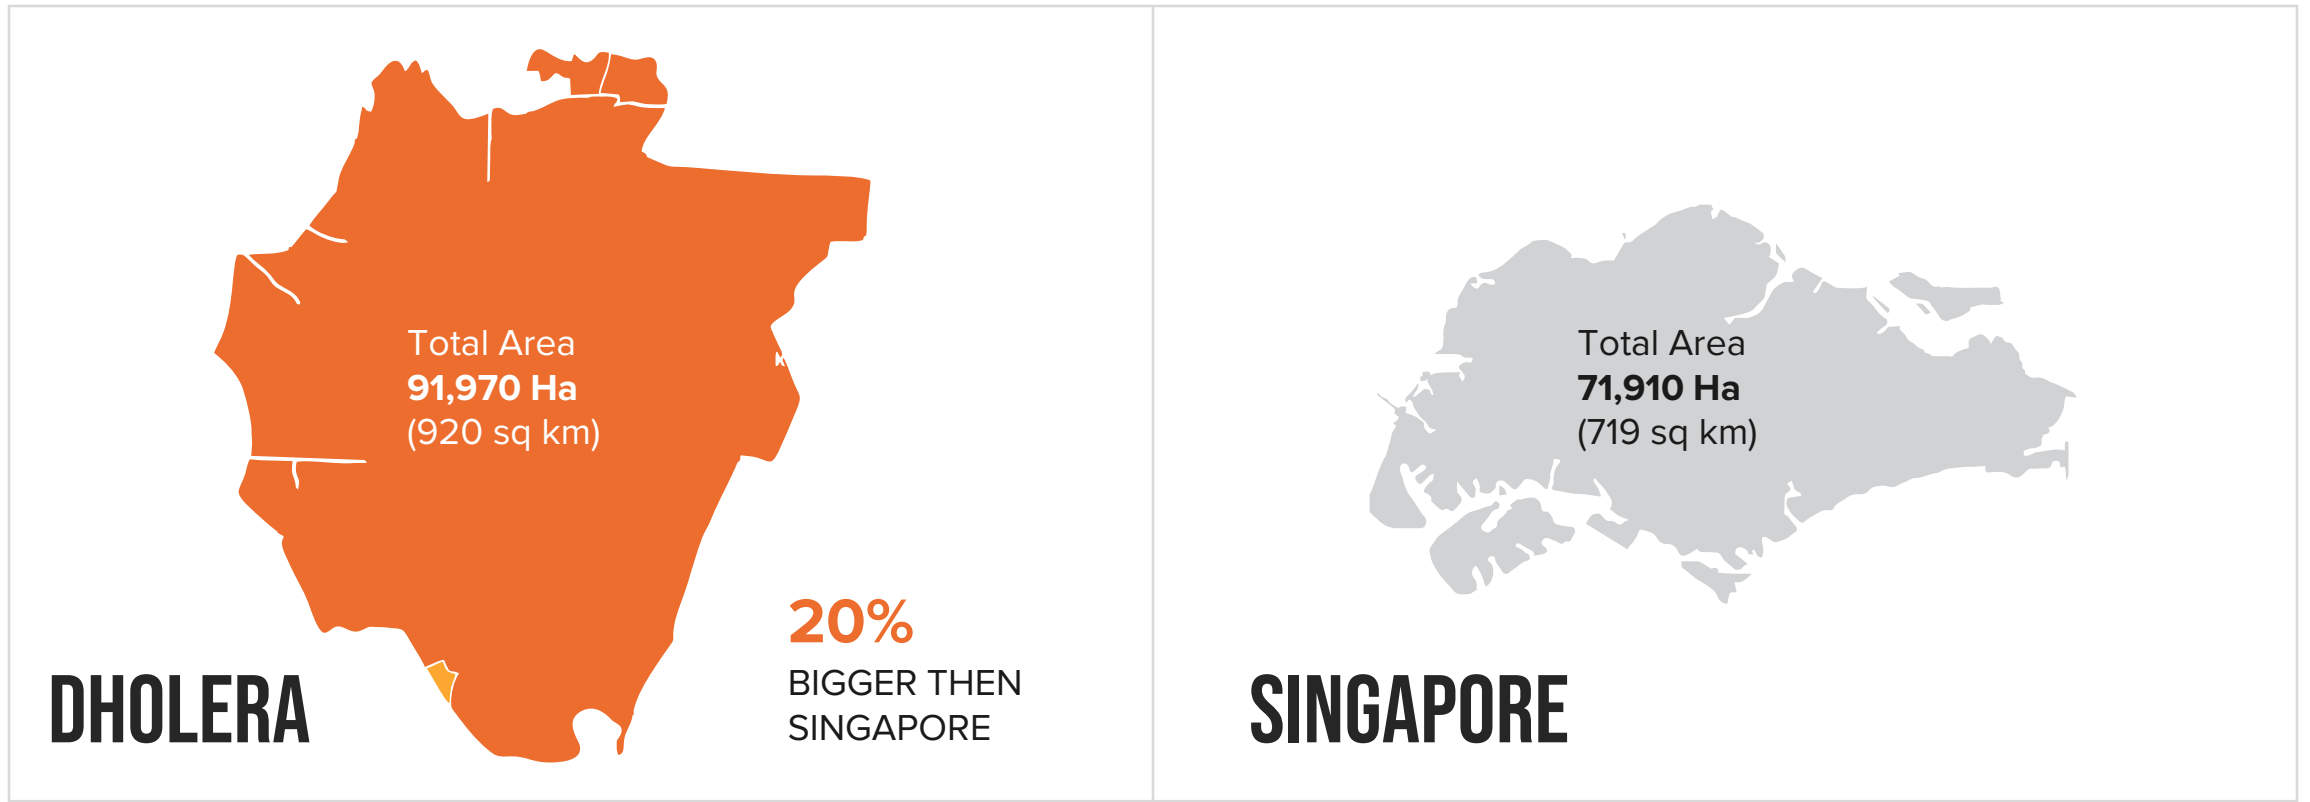 Total Area
91,970 Ha
(920 sq km)
20%
BIGGER THEN
SINGAPORE
DHOLERA
Total Area
71,910 Ha
(719 sq km)
SINGAPORE